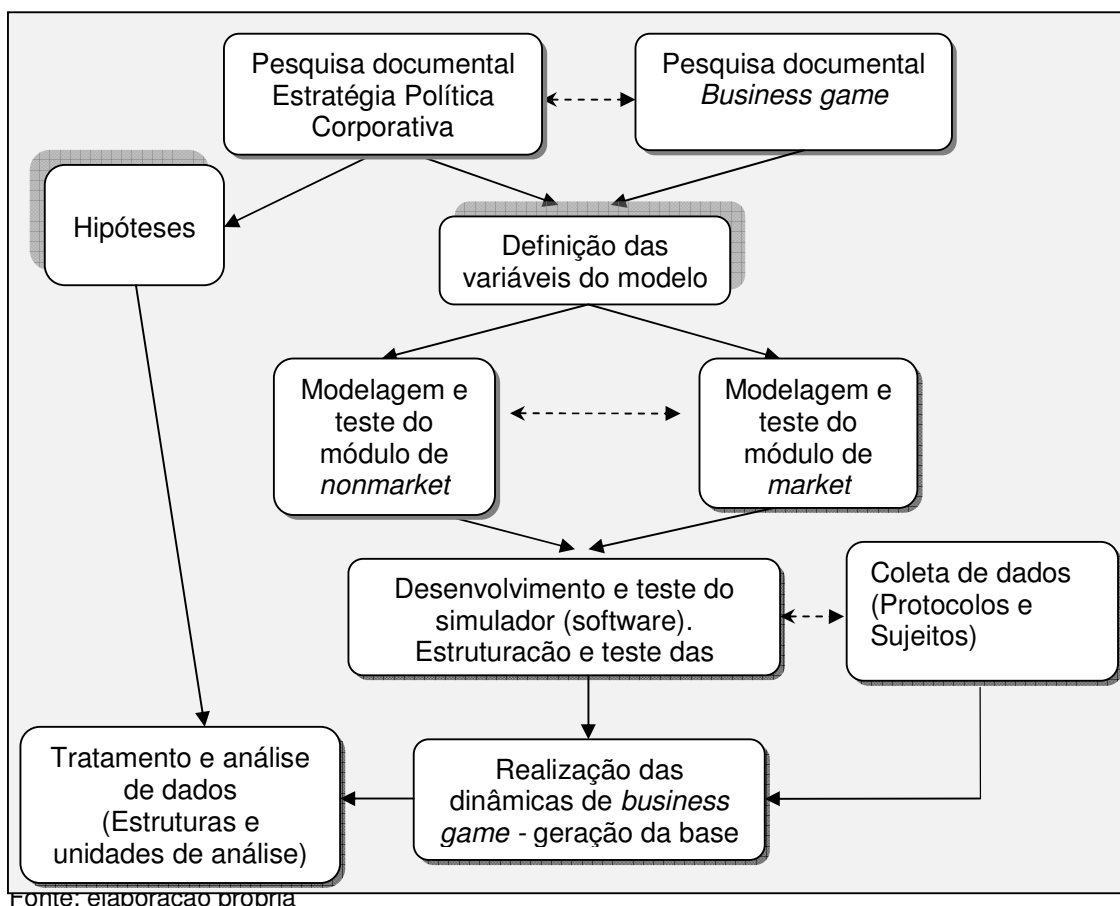 Pesquisa documental
Estratégia Política
Corporativa
Pesquisa documental
Business game
Hipóteses
Definição das
variáveis do modelo
Modelagem e
teste do
módulo de
nonmarket
Modelagem e
teste do
módulo de
market
Desenvolvimento e teste do
simulador (software).
Estruturação e teste das
Coleta de dados
(Protocolos e
Sujeitos)
Tratamento e análise
de dados
(Estruturas e
unidades de análise)
Realização das
dinâmicas de business
game - geração da base
Fonte: elaboração própria